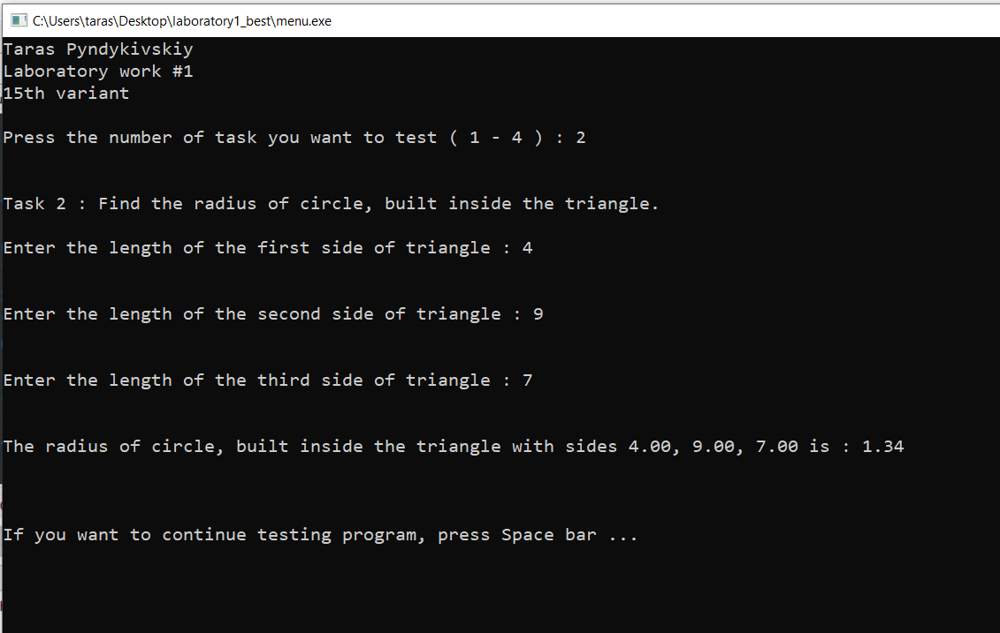 C:\Users\taras\Desktop\laboratory1_best\menu.exe
Taras Pyndykivskiy
Laboratory work #1
15th variant
Press the number of task you want to test ( 1 - 4 ) : 2
Task 2 : Find the radius of circle, built inside the triangle.
Enter the length of the first side of triangle : 4
Enter the length of the second side of triangle : 9
Enter the length of the third side of triangle : 7
The radius of circle, built inside the triangle with sides 4.00, 9.00, 7.00 is : 1.34
If you want to continue testing program, press Space bar ...